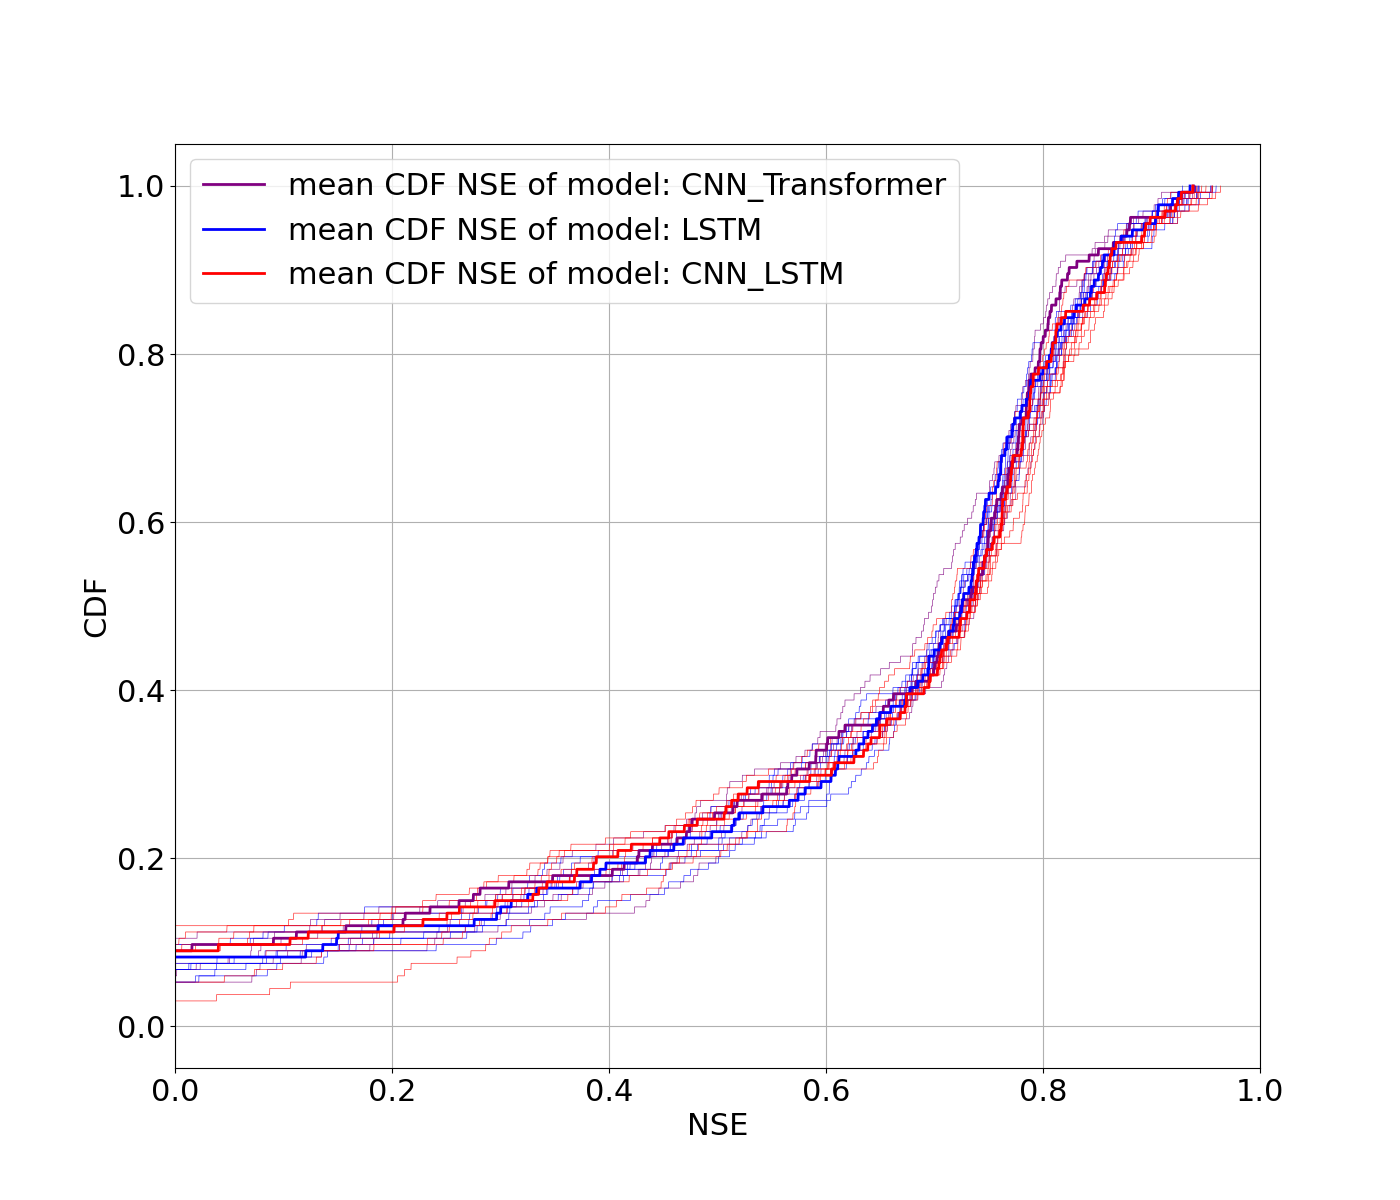 mean CDF NSE of model: CNN_Transformer
mean CDF NSE of model: LSTM
mean CDF NSE of model: CNN_LSTM
1.0
0.8
0.6
0.4
0.2
0.0
CDF
0.0 0.2 0.4 0.6 0.8 1.0
NSE